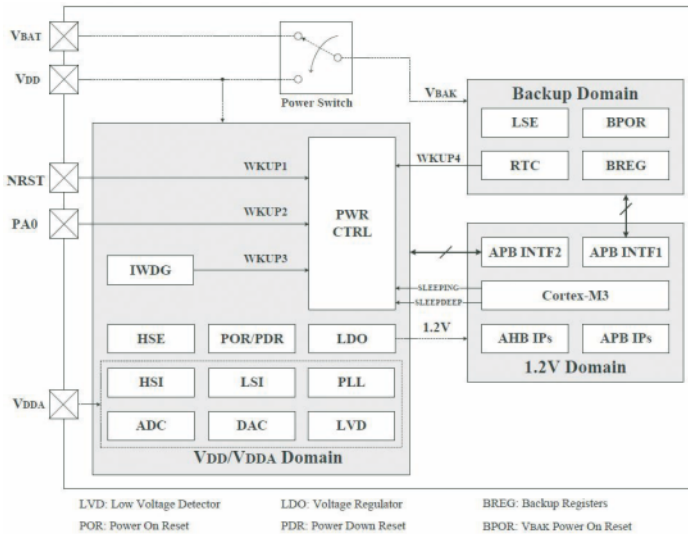 VBAT
VDD
Power Switch
VBAK
Backup Domain
LSE BPOR
RTC BREG
NRST
PA0
WKUP1
WKUP2
WKUP3
WKUP4
PWR
CTRL
IWDG
APB INTF2 APB INTF1
SLEEPING
SLEEPDEEP
Cortex-M3
HSE POR/PDR LDO
1.2V
AHB IPs APB IPs
1.2V Domain
VDDA
HSI LSI PLL
ADC DAC LVD
VDD/VDDA Domain
LVD: Low Voltage Detector LDO: Voltage Regulator BREG: Backup Registers
POR: Power On Reset PDR: Power Down Reset BPOR: VBAK Power On Reset